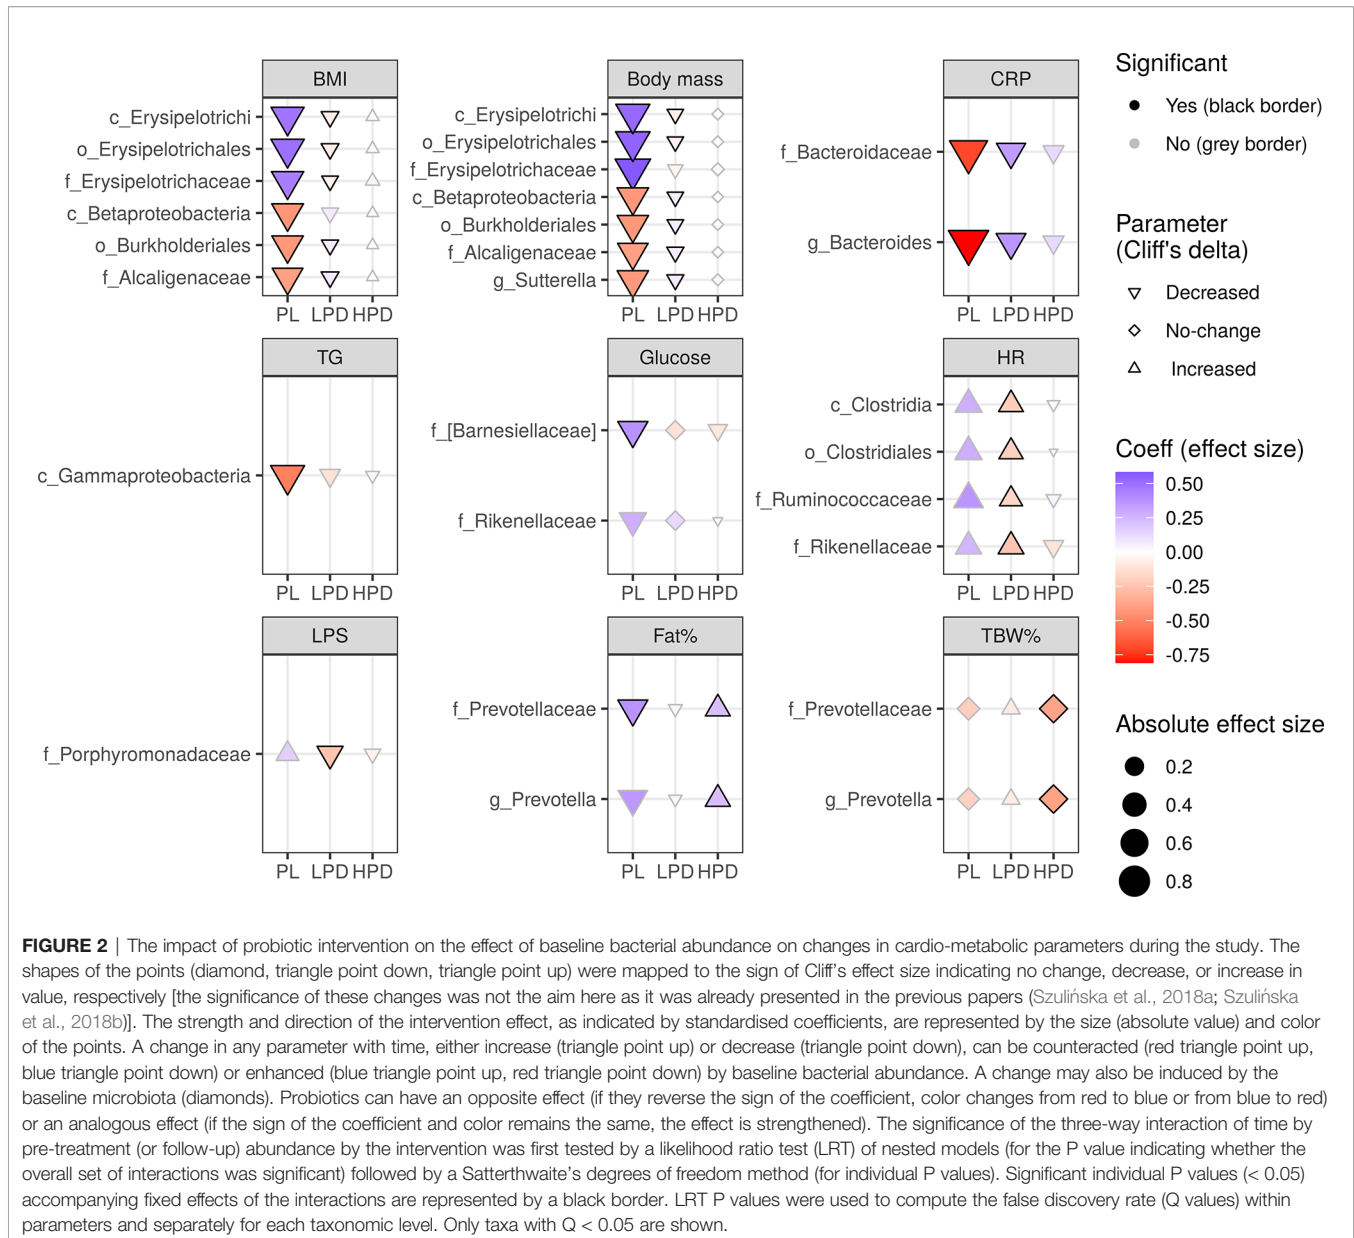 BMI
c_Erysipelotrichi
o_Erysipelotrichales
f_Erysipelotrichaceae
c_Betaproteobacteria
o_Burkholderiales
f_Alcaligenaceae
PL LPD HPD
Body mass
c_Erysipelotrichi
o_Erysipelotrichales
f_Erysipelotrichaceae
c_Betaproteobacteria
o_Burkholderiales
f_Alcaligenaceae
g_Sutterella
PL LPD HPD
CRP
f_Bacteroidaceae
g_Bacteroides
PL LPD HPD
TG
c_Gammaproteobacteria
PL LPD HPD
Glucose
f_[Barnesiellaceae]
f_Rikenellaceae
PL LPD HPD
HR
c_Clostridia
o_Clostridiales
f_Ruminococcaceae
f_Rikenellaceae
PL LPD HPD
LPS
f_Porphyromonadaceae
PL LPD HPD
Fat%
f_Prevotellaceae
g_Prevotella
PL LPD HPD
TBW%
f_Prevotellaceae
g_Prevotella
PL LPD HPD
Significant
Yes (black border)
No (grey border)
Parameter
(Cliff's delta)
Decreased
No-change
Increased
Coeff (effect size)
0.50
0.25
0.00
-0.25
-0.50
-0.75
Absolute effect size
0.2
0.4
0.6
0.8
FIGURE 2 | The impact of probiotic intervention on the effect of baseline bacterial abundance on changes in cardio-metabolic parameters during the study. The
shapes of the points (diamond, triangle point down, triangle point up) were mapped to the sign of Cliff's effect size indicating no change, decrease, or increase in
value, respectively [the significance of these changes was not the aim here as it was already presented in the previous papers (Szulińska et al., 2018a; Szulińska
et al., 2018b)]. The strength and direction of the intervention effect, as indicated by standardised coefficients, are represented by the size (absolute value) and color
of the points. A change in any parameter with time, either increase (triangle point up) or decrease (triangle point down), can be counteracted (red triangle point up,
blue triangle point down) or enhanced (blue triangle point up, red triangle point down) by baseline bacterial abundance. A change may also be induced by the
baseline microbiota (diamonds). Probiotics can have an opposite effect (if they reverse the sign of the coefficient, color changes from red to blue or from blue to red)
or an analogous effect (if the sign of the coefficient and color remains the same, the effect is strengthened). The significance of the three-way interaction of time by
pre-treatment (or follow-up) abundance by the intervention was first tested by a likelihood ratio test (LRT) of nested models (for the P value indicating whether the
overall set of interactions was significant) followed by a Satterthwaite's degrees of freedom method (for individual P values). Significant individual P values (< 0.05)
accompanying fixed effects of the interactions are represented by a black border. LRT P values were used to compute the false discovery rate (Q values) within
parameters and separately for each taxonomic level. Only taxa with Q < 0.05 are shown.